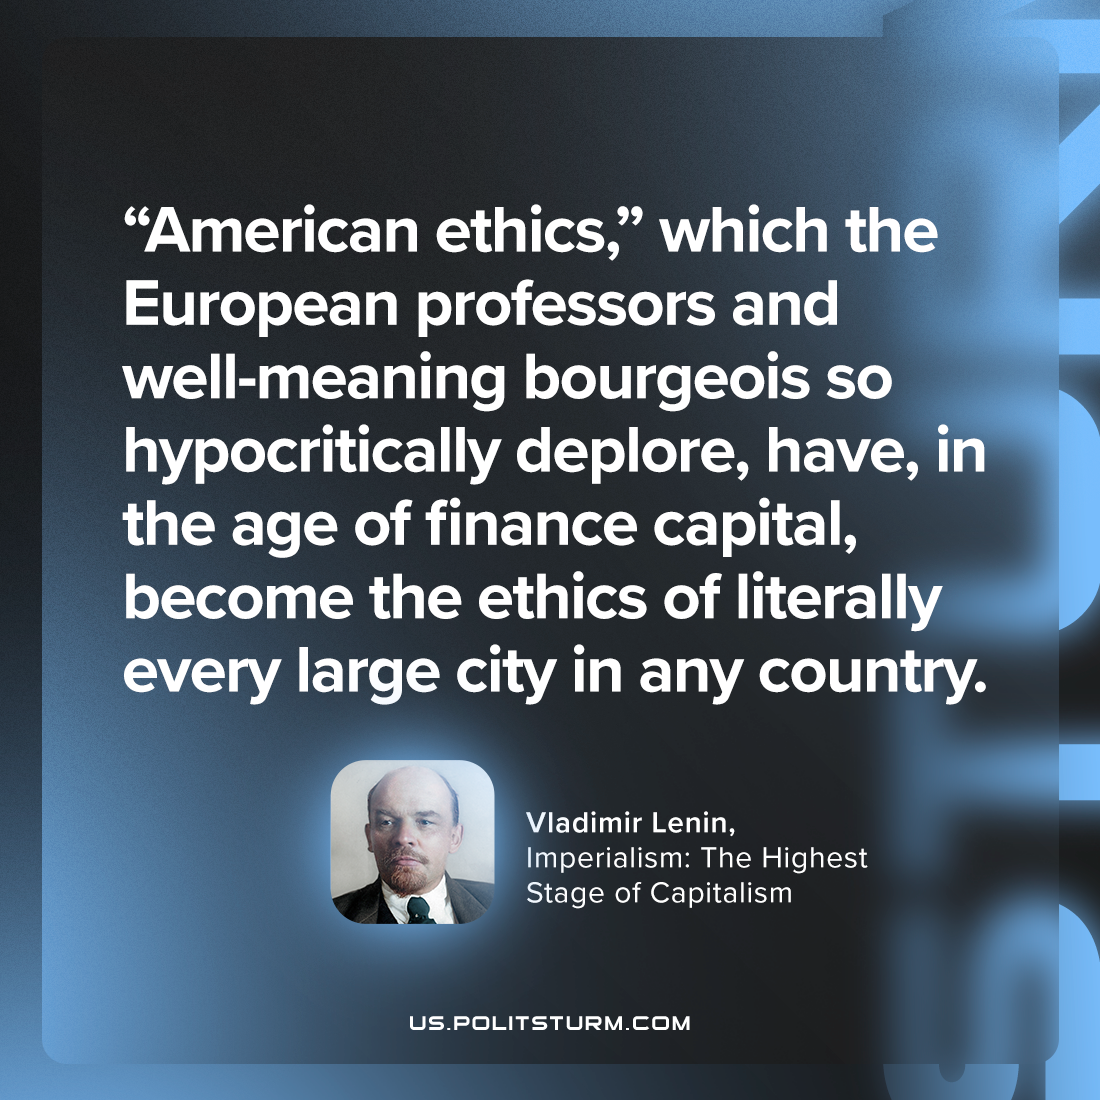 “American ethics,” which the
European professors and
well-meaning bourgeois so
hypocritically deplore, have, in
the age of finance capital,
become the ethics of literally
every large city in any country.
Vladimir Lenin,
Imperialism: The Highest
Stage of Capitalism
US.POLITSTURM.COM